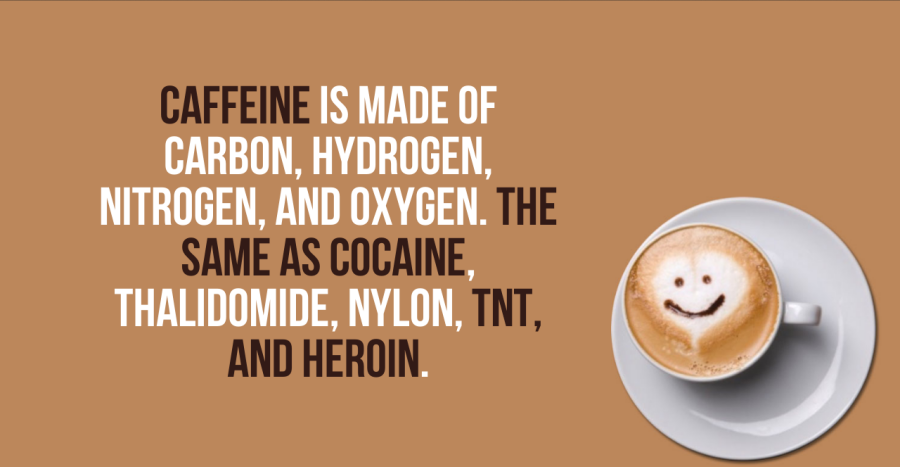 CAFFEINE IS MADE OF
CARBON, HYDROGEN,
NITROGEN, AND OXYGEN. THE
SAME AS COCAINE,
THALIDOMIDE, NYLON, TNT,
AND HEROIN.